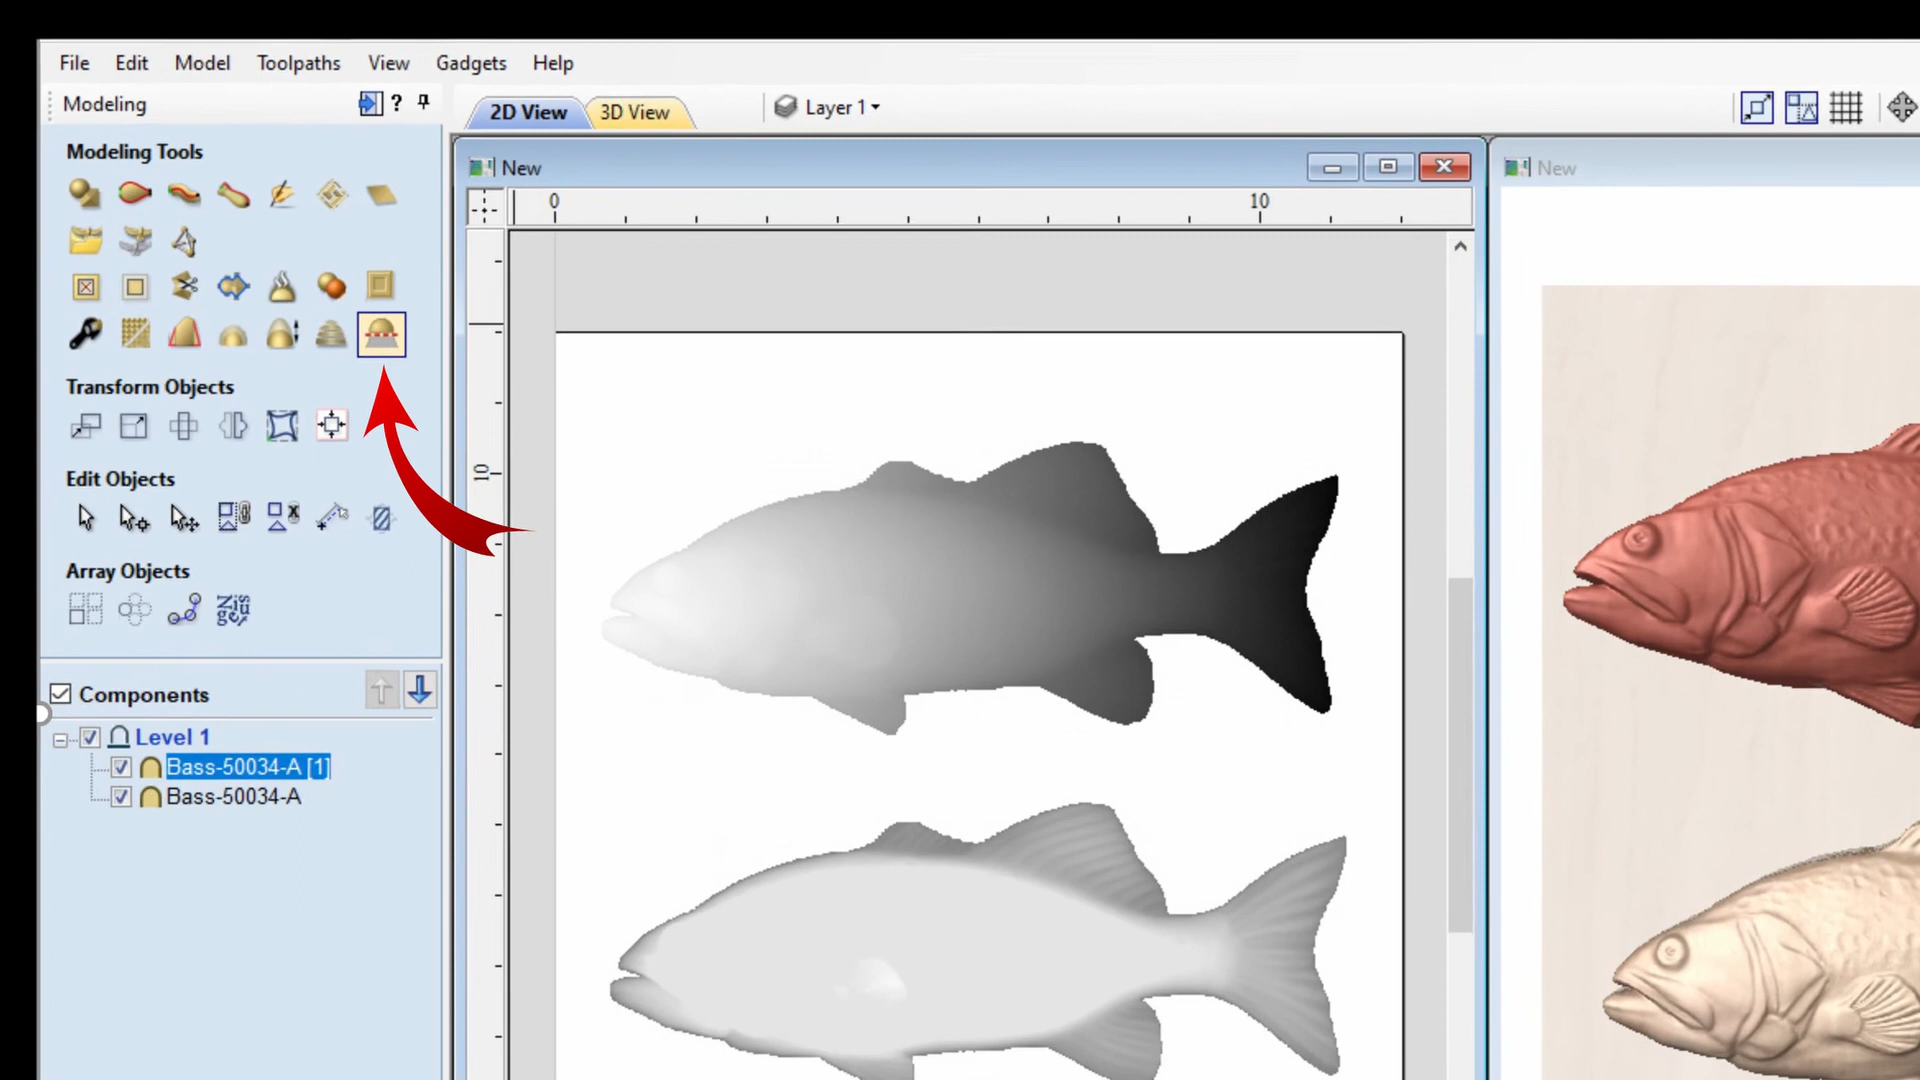 File Edit Model Toolpaths View Gadgets Help
Modeling ?
2D View 3D View Layer 1
Modeling Tools
New
New
0 10
10
Transform Objects
Edit Objects
Array Objects
Components
Level 1
Bass-50034-A [1]
Bass-50034-A